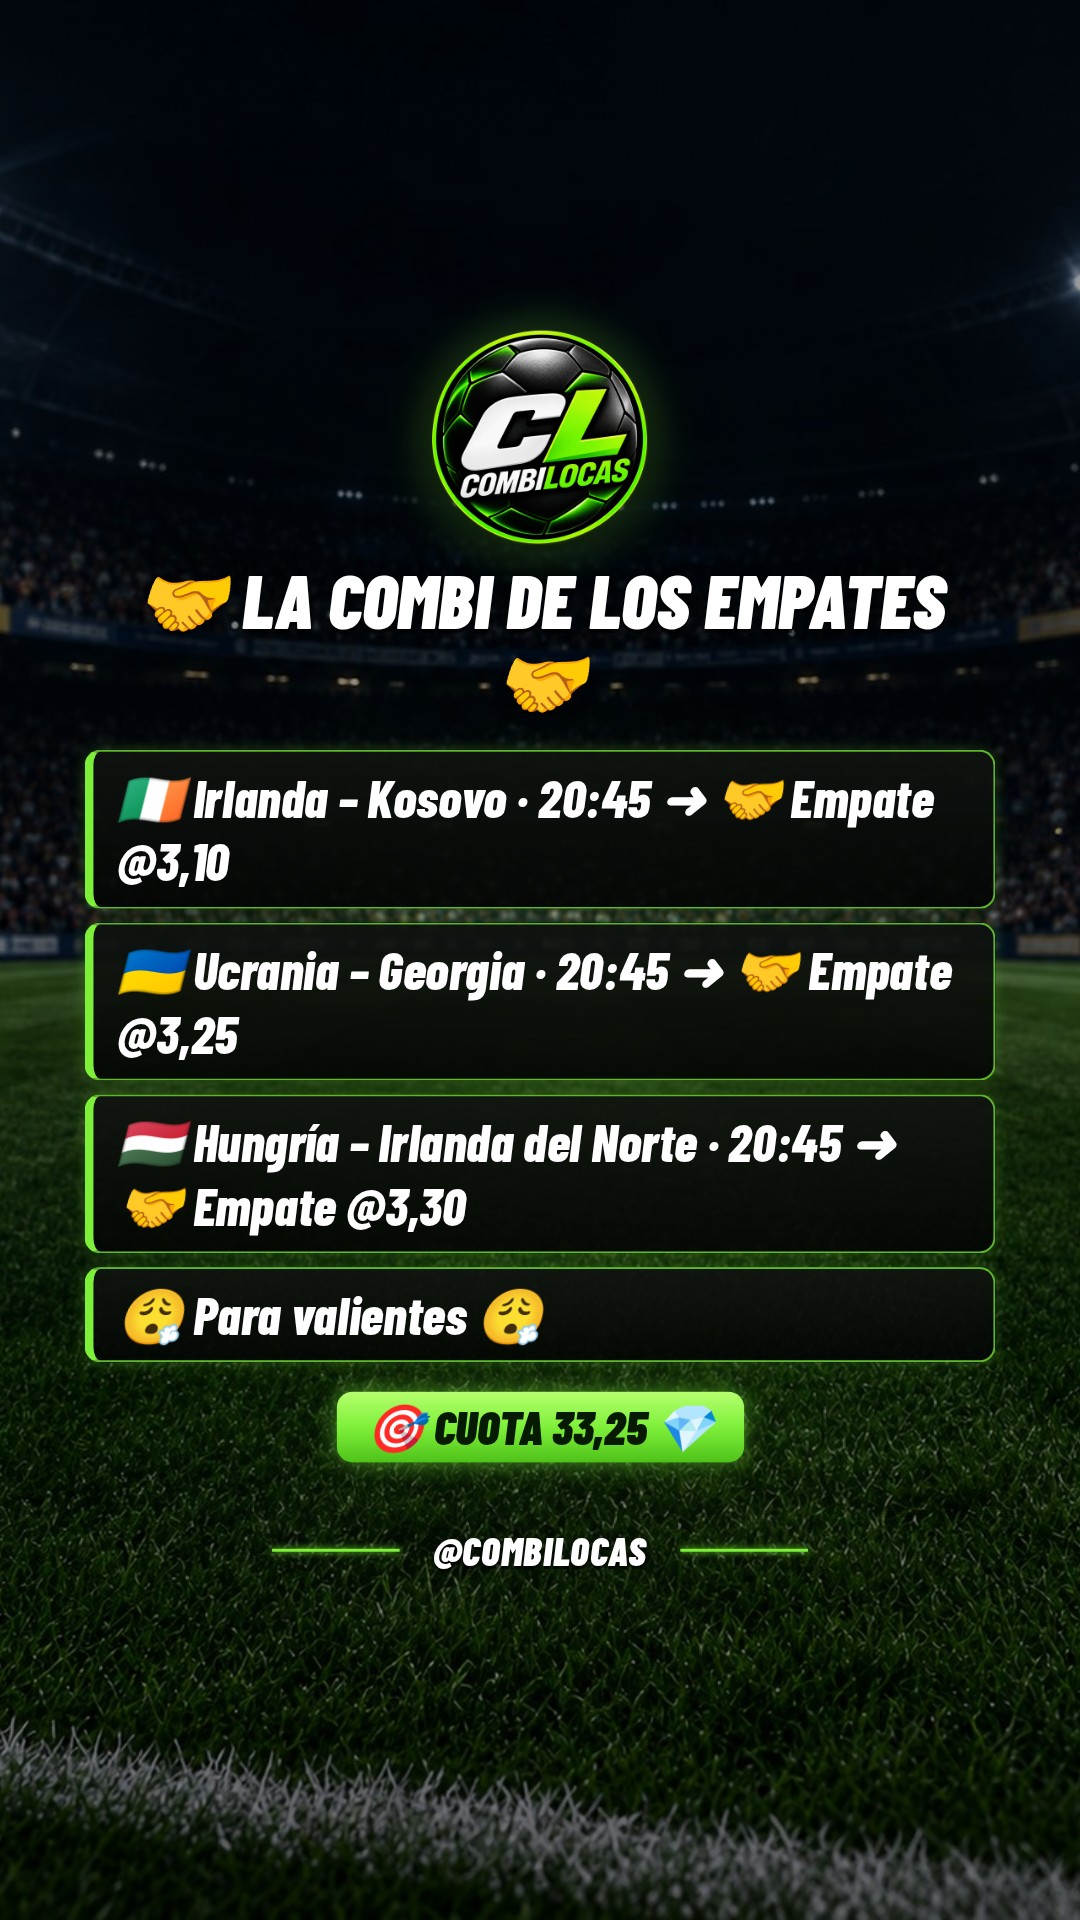 CL
COMBILOCAS
🤝 LA COMBI DE LOS EMPATES
🤝
🇮🇪 Irlanda – Kosovo · 20:45 ➜ 🤝 Empate
@3,10
🇺🇦 Ucrania – Georgia · 20:45 ➜ 🤝 Empate
@3,25
🇭🇺 Hungría – Irlanda del Norte · 20:45 ➜
🤝 Empate @3,30
😮‍💨 Para valientes 😮‍💨
🎯 CUOTA 33,25 💎
@COMBILOCAS